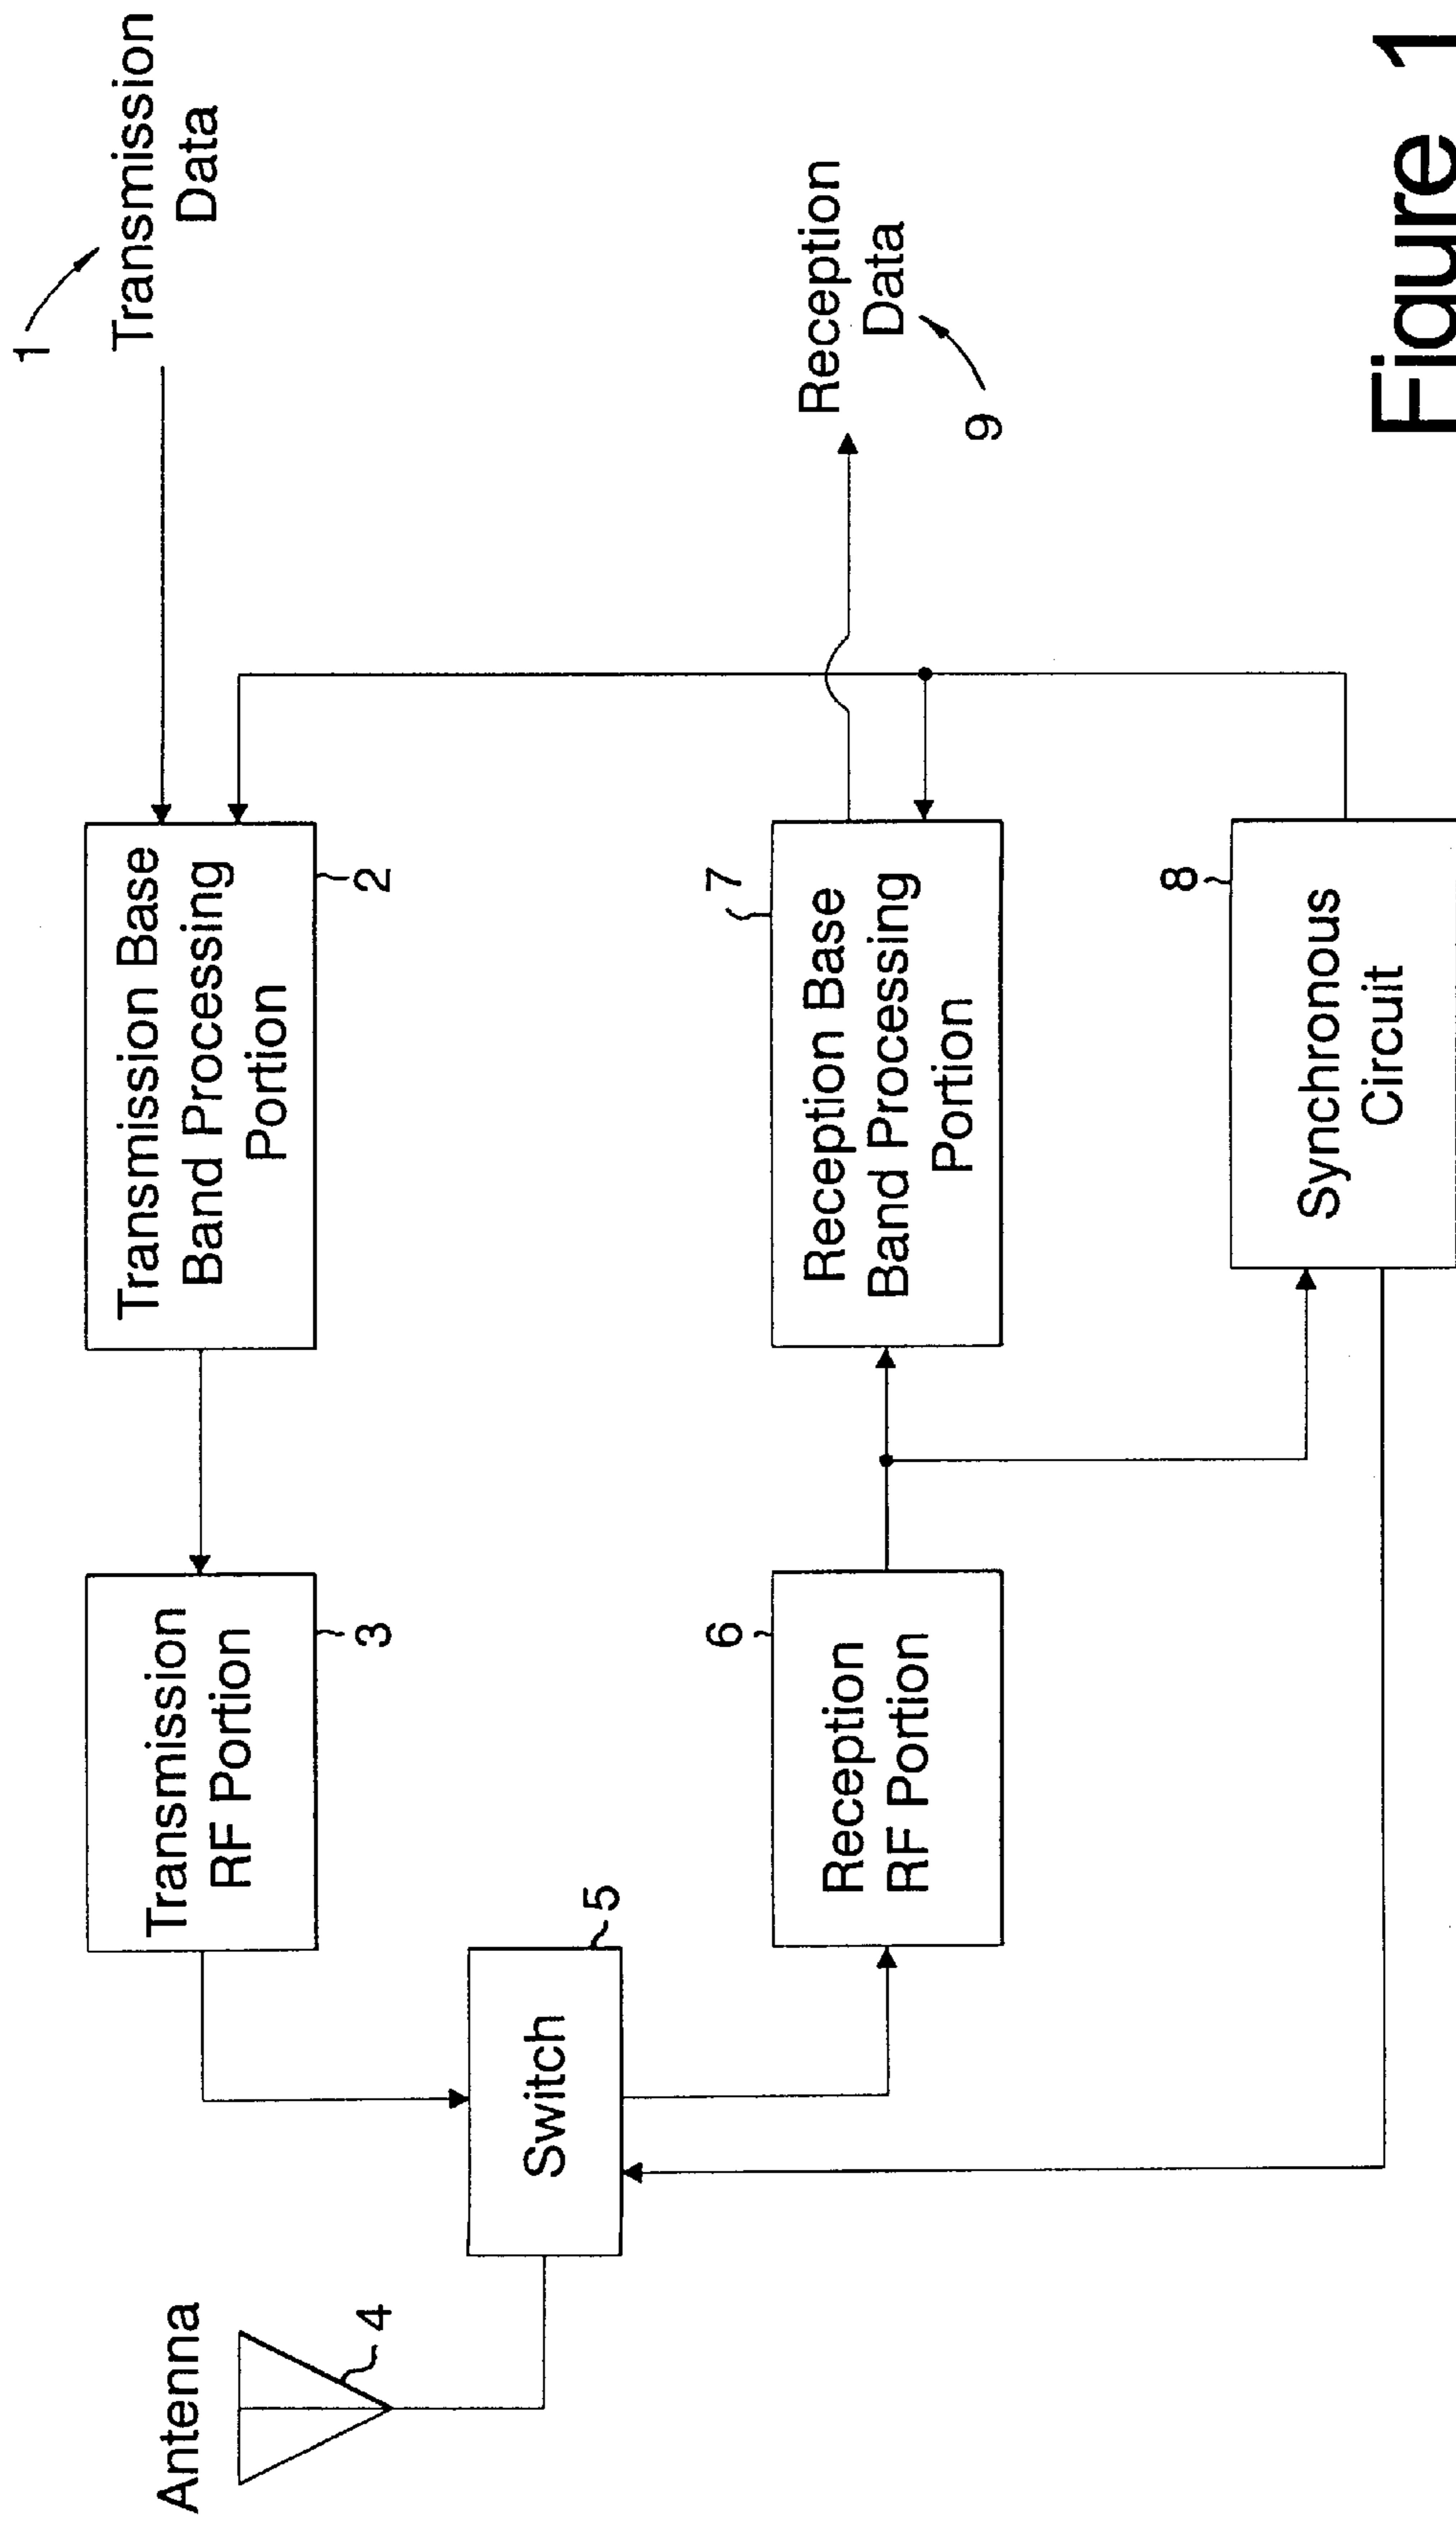 Antenna
4
Transmission
RF Portion
3
Transmission Base
Band Processing
Portion
2
1
Transmission
Data
Switch
5
Reception
RF Portion
6
Reception Base
Band Processing
Portion
7
Reception
Data
9
Synchronous
Circuit
8
Figure 1